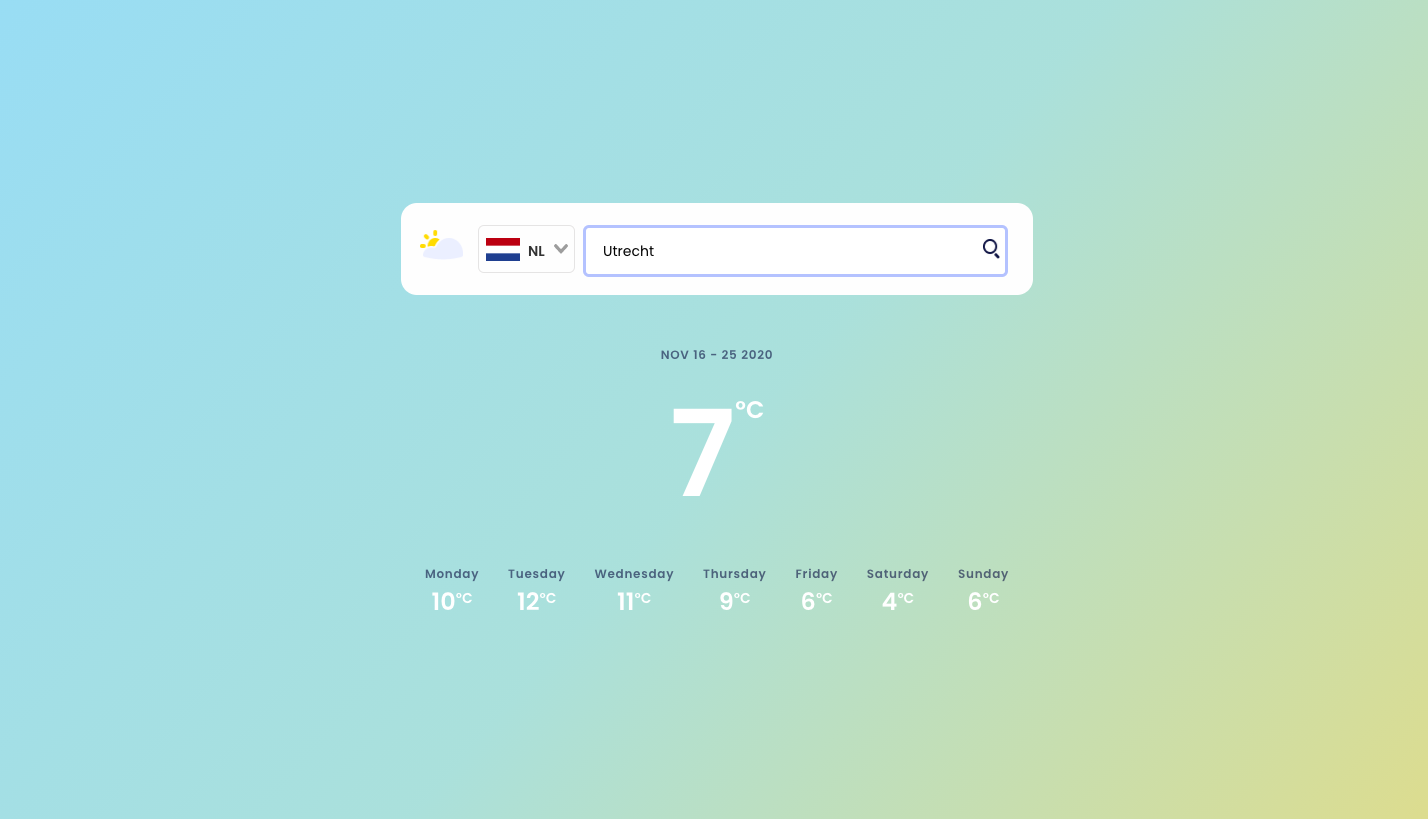 NL Utrecht
NOV 16 - 25 2020
7°C
Monday Tuesday Wednesday Thursday Friday Saturday Sunday
10°C 12°C 11°C 9°C 6°C 4°C 6°C